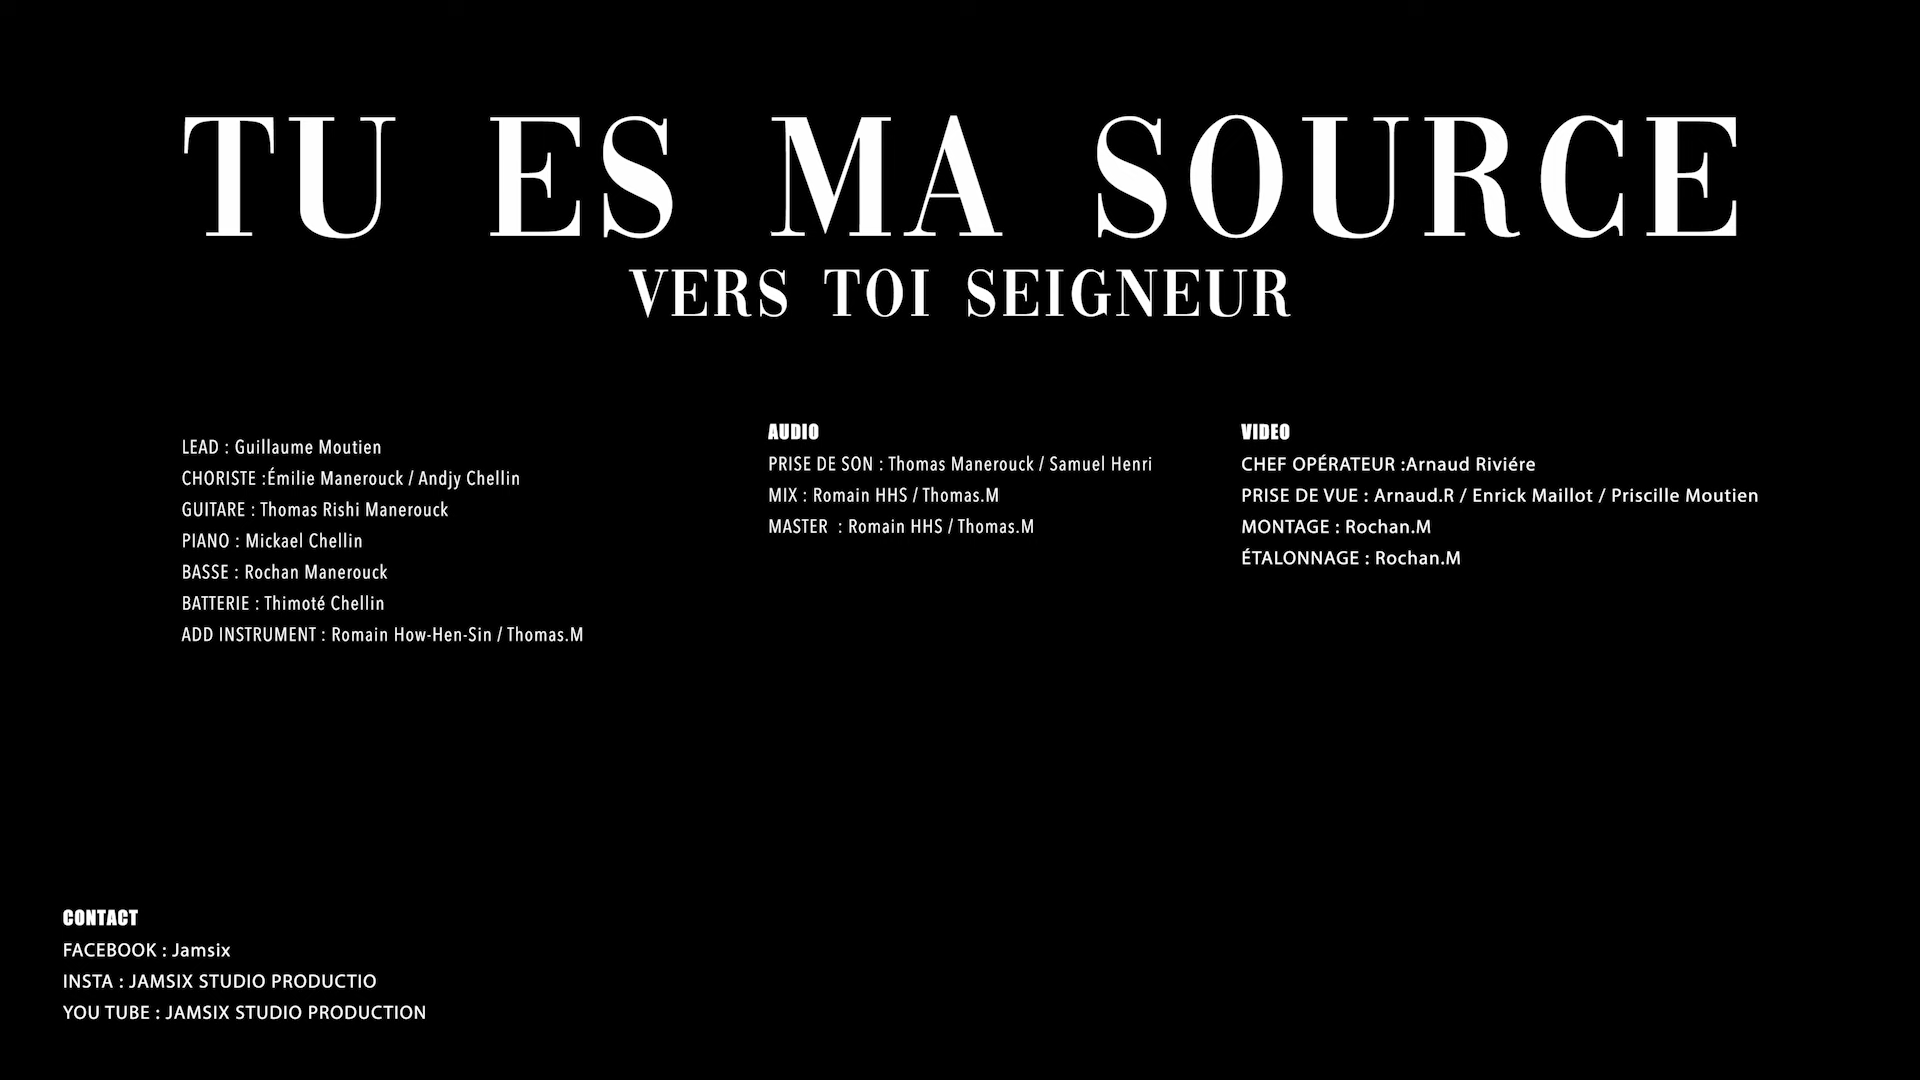 TU ES MA SOURCE
VERS TOI SEIGNEUR
LEAD : Guillaume Moutien
CHORISTE :Émilie Manerouck / Andjy Chellin
GUITARE : Thomas Rishi Manerouck
PIANO : Mickael Chellin
BASSE : Rochan Manerouck
BATTERIE : Thimoté Chellin
ADD INSTRUMENT : Romain How-Hen-Sin / Thomas.M
AUDIO
PRISE DE SON : Thomas Manerouck / Samuel Henri
MIX : Romain HHS / Thomas.M
MASTER  : Romain HHS / Thomas.M
VIDEO
CHEF OPÉRATEUR :Arnaud Riviére
PRISE DE VUE : Arnaud.R / Enrick Maillot / Priscille Moutien
MONTAGE : Rochan.M
ÉTALONNAGE : Rochan.M
CONTACT
FACEBOOK : Jamsix
INSTA : JAMSIX STUDIO PRODUCTIO
YOU TUBE : JAMSIX STUDIO PRODUCTION